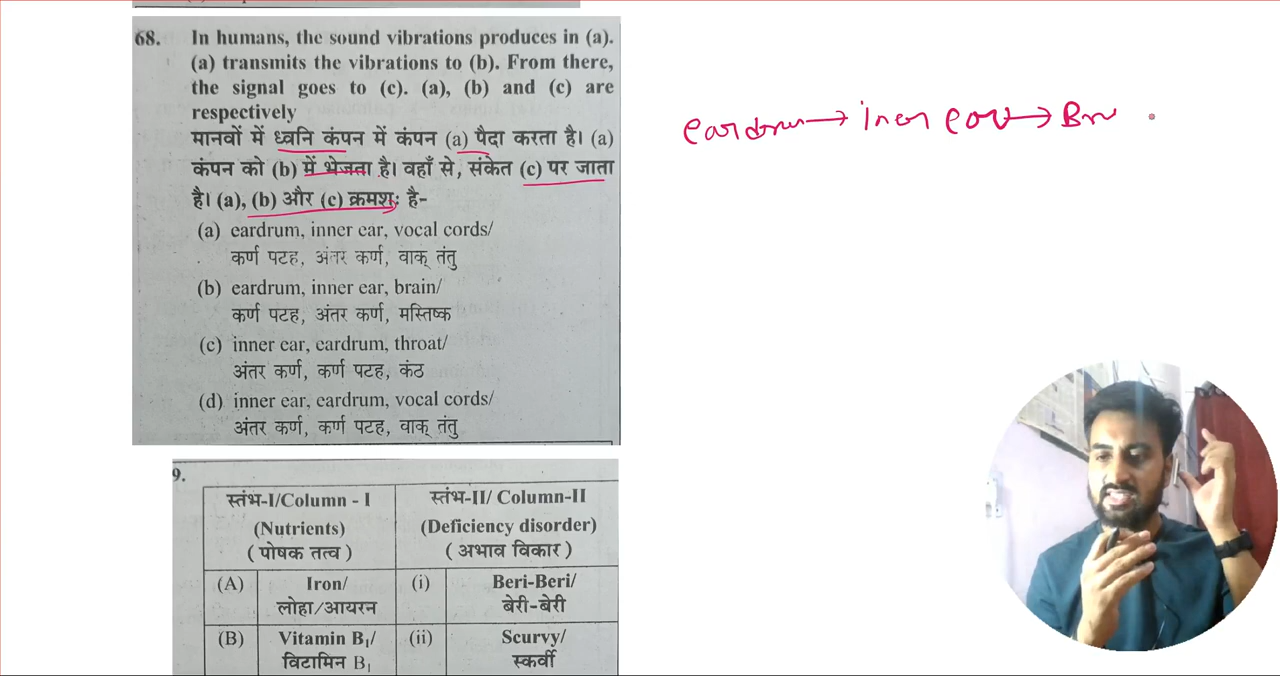 68. In humans, the sound vibrations produces in (a).
(a) transmits the vibrations to (b). From there,
the signal goes to (c). (a), (b) and (c) are
respectively
मानवों में ध्वनि कंपन में कंपन (a) पैदा करता है। (a)
कंपन को (b) में भेजता है। वहाँ से, संकेत (c) पर जाता
है। (a), (b) और (c) क्रमशः है-
(a) eardrum, inner ear, vocal cords/
कर्ण पटह, अंतर कर्ण, वाक् तंतु
(b) eardrum, inner ear, brain/
कर्ण पटह, अंतर कर्ण, मस्तिष्क
(c) inner ear, eardrum, throat/
अंतर कर्ण, कर्ण पटह, कंठ
(d) inner ear, eardrum, vocal cords/
अंतर कर्ण, कर्ण पटह, वाक् तंतु
eardrum → iner ear → Bra
9.
स्तंभ-I/Column - I स्तंभ-II/ Column-II
(Nutrients) (Deficiency disorder)
( पोषक तत्व ) ( अभाव विकार )
(A) Iron/ (i) Beri-Beri/
लोहा/आयरन बेरी-बेरी
(B) Vitamin B₁/ (ii) Scurvy/
विटामिन B₁ स्कर्वी